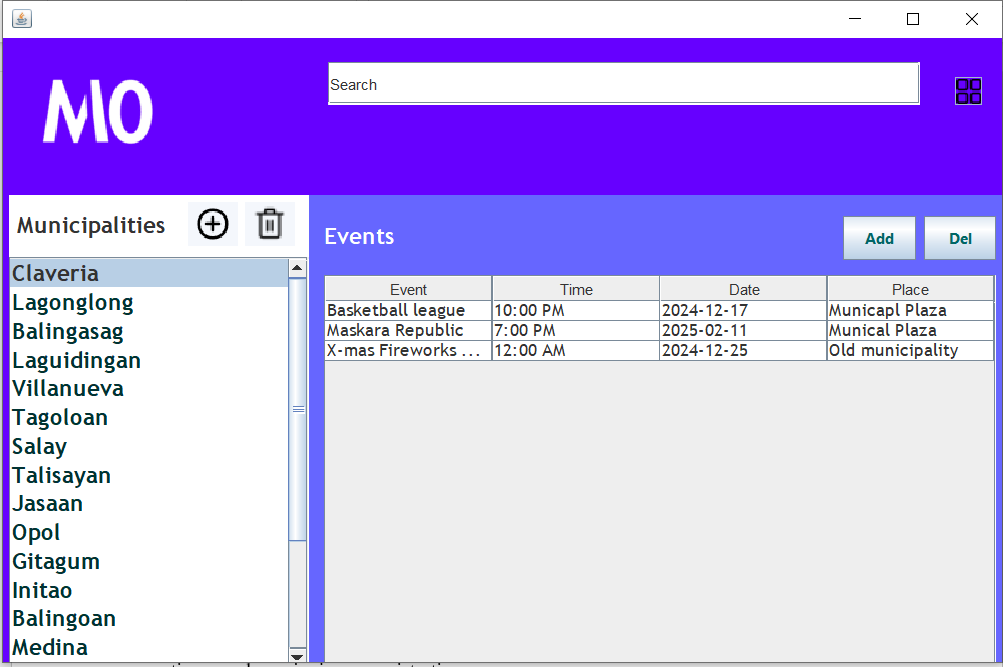 MO
Search
Municipalities
Events
Add
Del
Claveria
Lagonglong
Balingasag
Laguidingan
Villanueva
Tagoloan
Salay
Talisayan
Jasaan
Opol
Gitagum
Initao
Balingoan
Medina
Event Time Date Place
Basketball league 10:00 PM 2024-12-17 Municapl Plaza
Maskara Republic 7:00 PM 2025-02-11 Munical Plaza
X-mas Fireworks ... 12:00 AM 2024-12-25 Old municipality